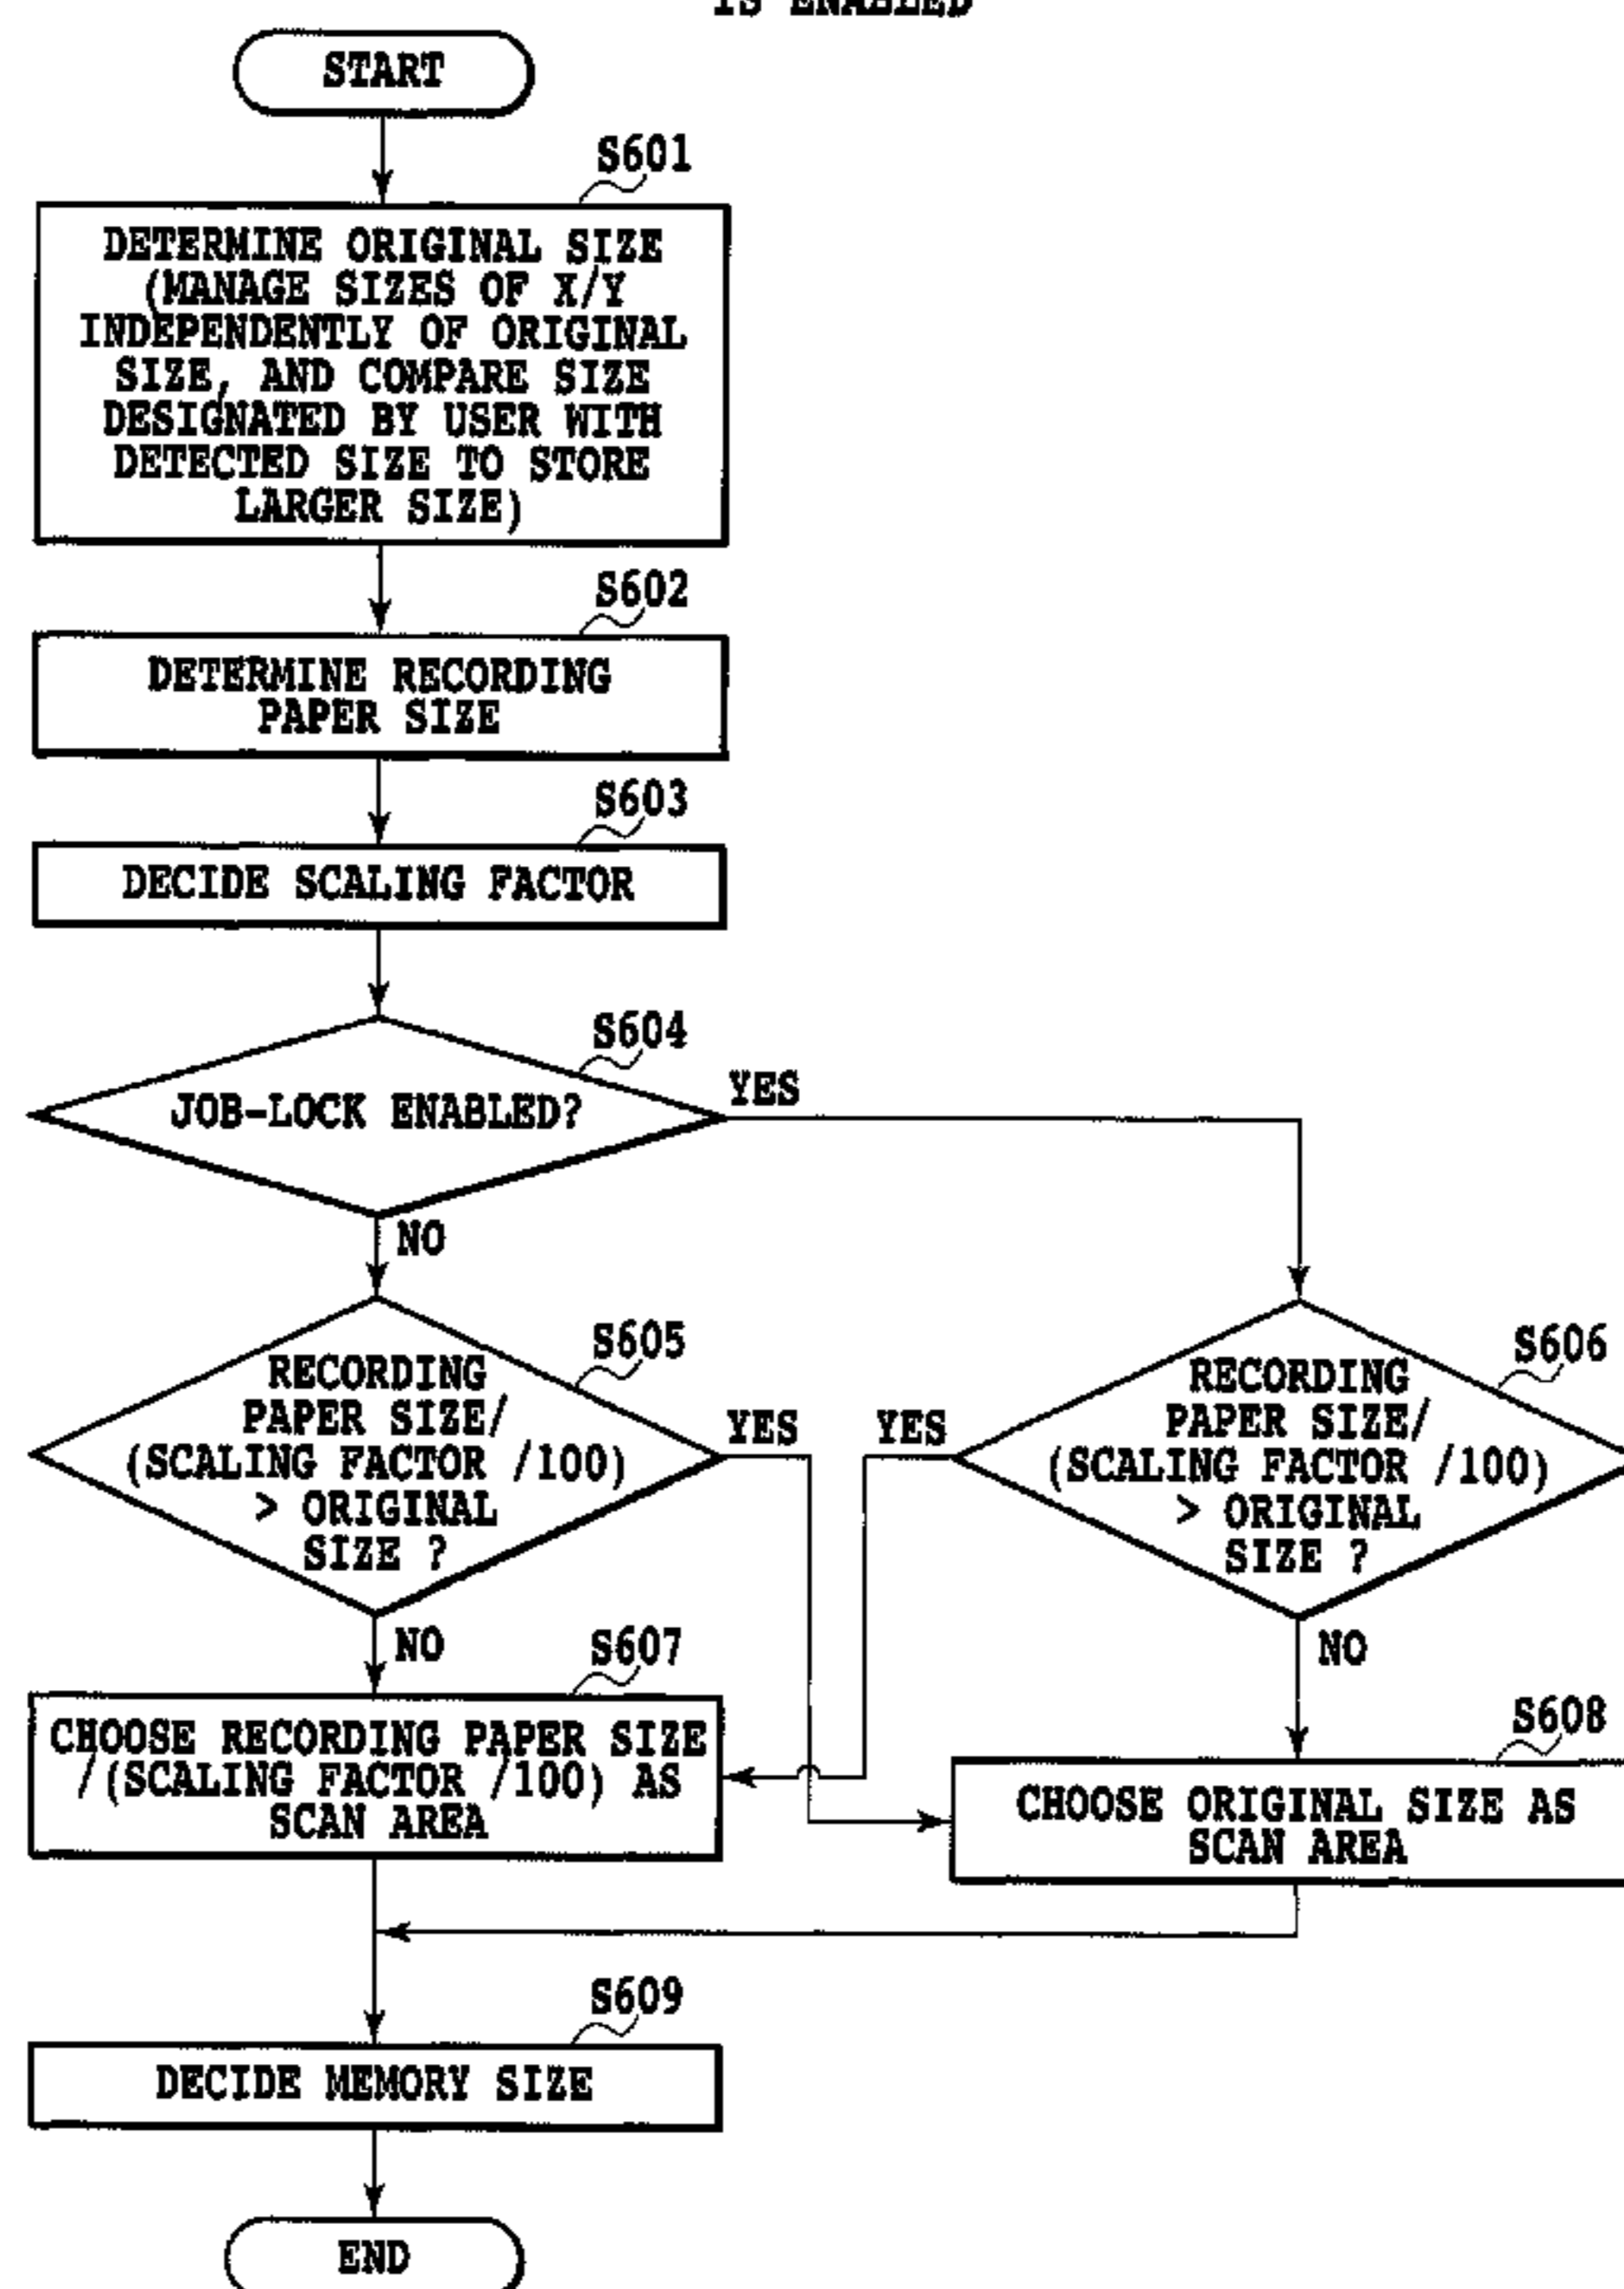 IS ENABLED
START
S601
DETERMINE ORIGINAL SIZE
(MANAGE SIZES OF X/Y
INDEPENDENTLY OF ORIGINAL
SIZE, AND COMPARE SIZE
DESIGNATED BY USER WITH
DETECTED SIZE TO STORE
LARGER SIZE)
S602
DETERMINE RECORDING
PAPER SIZE
S603
DECIDE SCALING FACTOR
S604
JOB-LOCK ENABLED?
YES
NO
S605
RECORDING
PAPER SIZE/
(SCALING FACTOR /100)
> ORIGINAL
SIZE ?
YES
NO
S606
RECORDING
PAPER SIZE/
(SCALING FACTOR /100)
> ORIGINAL
SIZE ?
YES
NO
S607
CHOOSE RECORDING PAPER SIZE
/(SCALING FACTOR /100) AS
SCAN AREA
S608
CHOOSE ORIGINAL SIZE AS
SCAN AREA
S609
DECIDE MEMORY SIZE
END